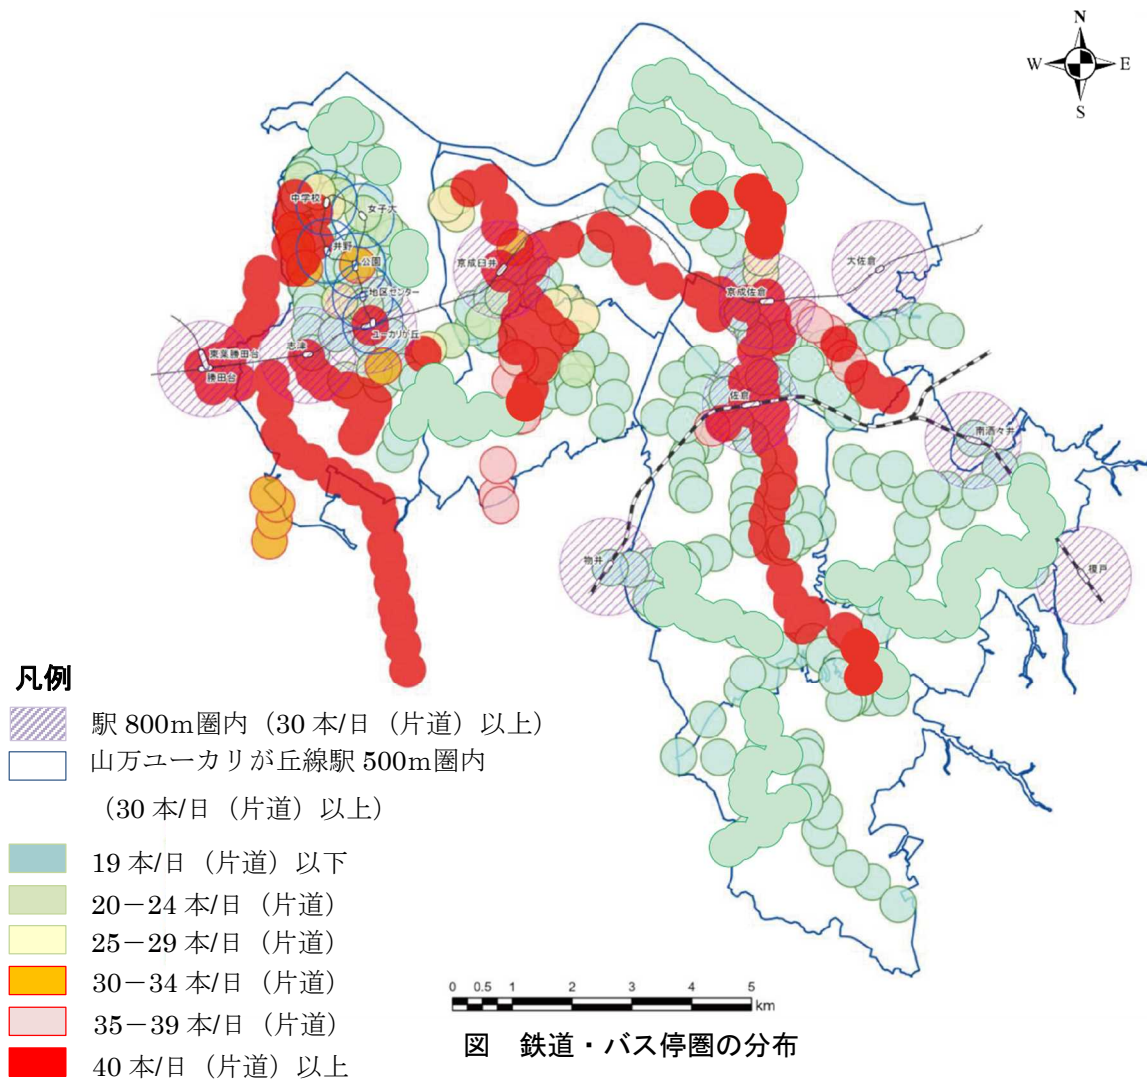 N
W
E
S
中学校
女子大
井野
公園
地区センター
ユーカリが丘
志津
東葉勝田台
勝田台
京成臼井
京成佐倉
大佐倉
佐倉
南酒々井
物井
榎戸
凡例
駅 800m圏内（30 本/日（片道）以上）
山万ユーカリが丘線駅 500m圏内
（30 本/日（片道）以上）
19 本/日（片道）以下
20－24 本/日（片道）
25－29 本/日（片道）
30－34 本/日（片道）
35－39 本/日（片道）
40 本/日（片道）以上
0 0.5 1 2 3 4 5
km
図　鉄道・バス停圏の分布